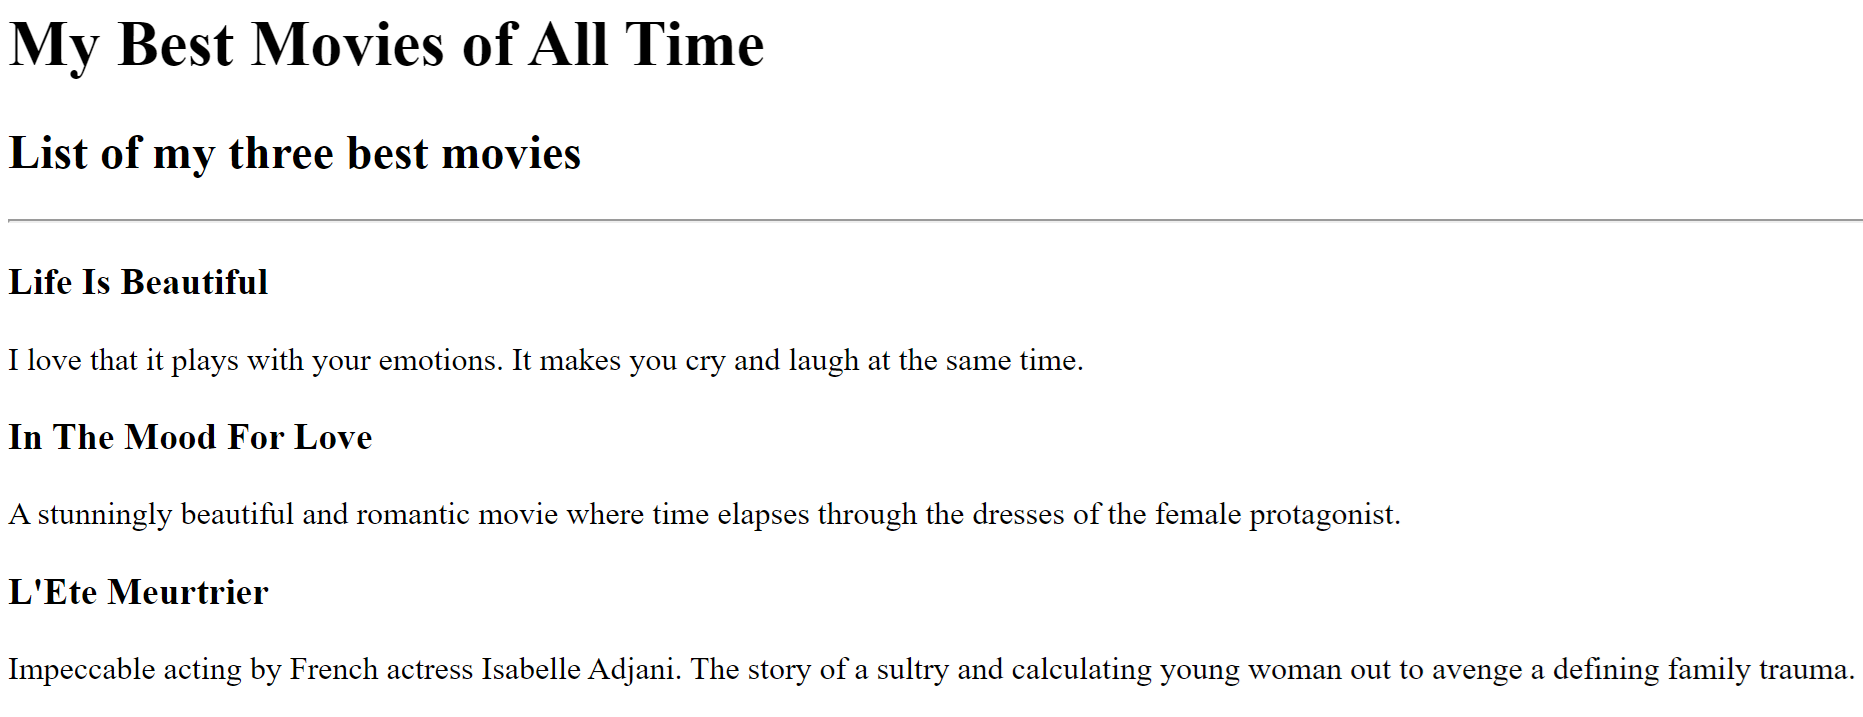 My Best Movies of All Time
List of my three best movies
Life Is Beautiful
I love that it plays with your emotions. It makes you cry and laugh at the same time.
In The Mood For Love
A stunningly beautiful and romantic movie where time elapses through the dresses of the female protagonist.
L'Ete Meurtrier
Impeccable acting by French actress Isabelle Adjani. The story of a sultry and calculating young woman out to avenge a defining family trauma.